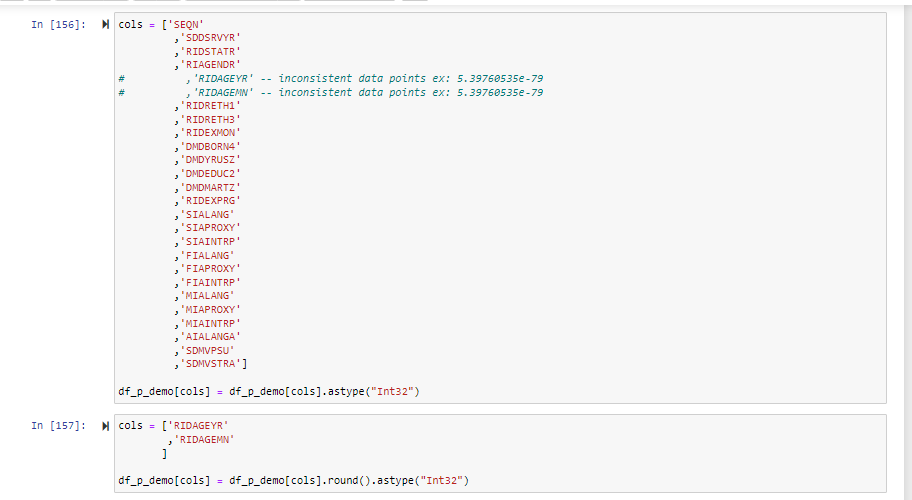 In [156]: cols = ['SEQN'
,'SDDSRVYR'
,'RIDSTATR'
,'RIAGENDR'
# ,'RIDAGEYR' -- inconsistent data points ex: 5.39760535e-79
# ,'RIDAGEMN' -- inconsistent data points ex: 5.39760535e-79
,'RIDRETH1'
,'RIDRETH3'
,'RIDEXMON'
,'DMDBORN4'
,'DMDYRUSZ'
,'DMDEDUC2'
,'DMDMARTZ'
,'RIDEXPRG'
,'SIALANG'
,'SIAPROXY'
,'SIAINTRP'
,'FIALANG'
,'FIAPROXY'
,'FIAINTRP'
,'MIALANG'
,'MIAPROXY'
,'MIAINTRP'
,'AIALANGA'
,'SDMVPSU'
,'SDMVSTRA']
df_p_demo[cols] = df_p_demo[cols].astype("Int32")
In [157]: cols = ['RIDAGEYR'
,'RIDAGEMN'
]
df_p_demo[cols] = df_p_demo[cols].round().astype("Int32")